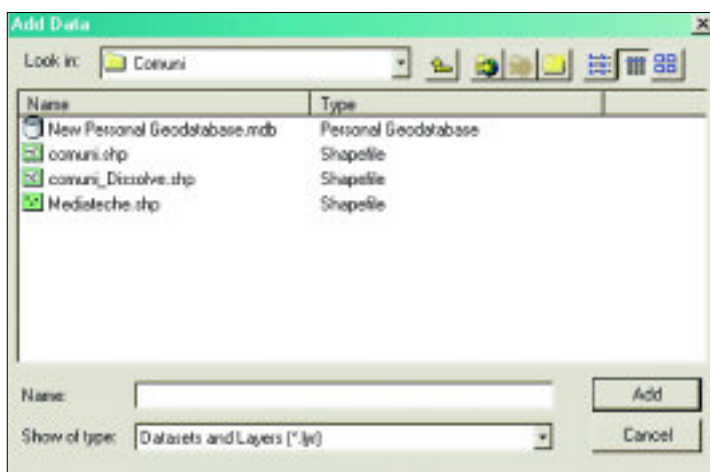 Add Data
Look in: Comuni
Name Type
New Personal Geodatabase.mdb Personal Geodatabase
comuni.shp Shapefile
comuni_Dissolve.shp Shapefile
Mediateche.shp Shapefile
Name:
Add
Show of type: Datasets and Layers (*.lyr)
Cancel